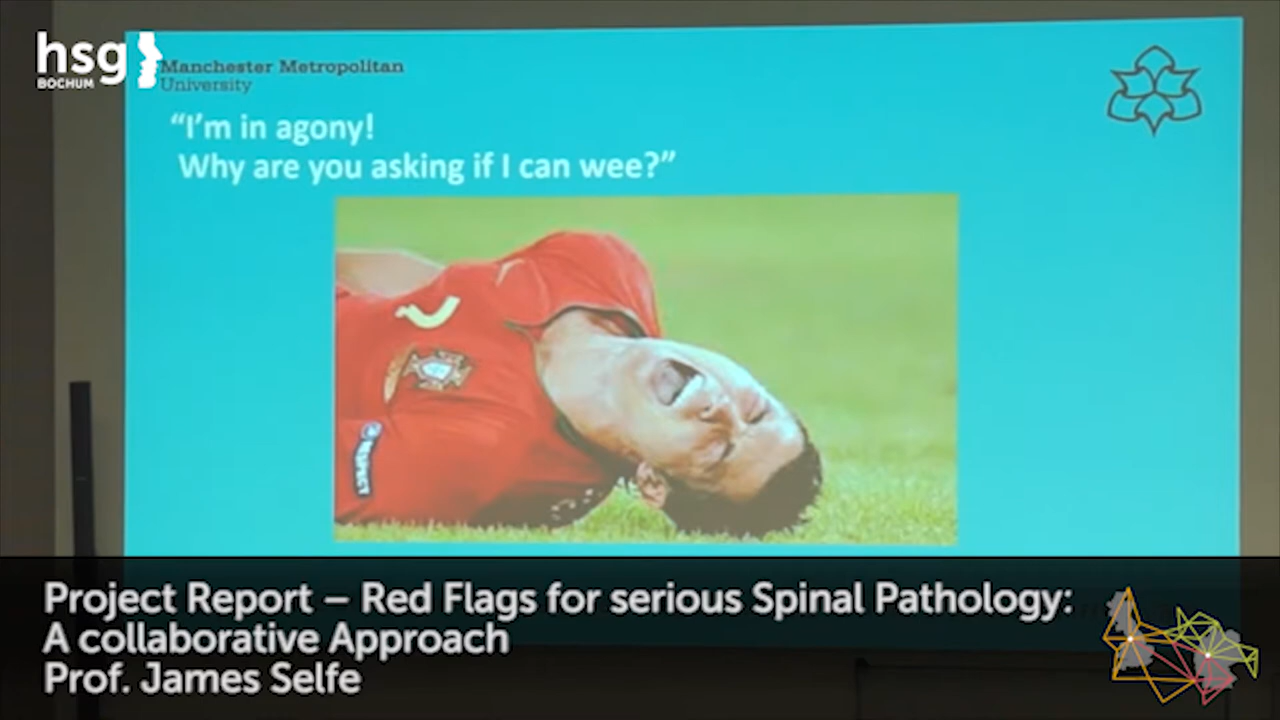 hsg
BOCHUM
Manchester Metropolitan
University
“I’m in agony!
Why are you asking if I can wee?”
RESPECT
Project Report – Red Flags for serious Spinal Pathology:
A collaborative Approach
Prof. James Selfe